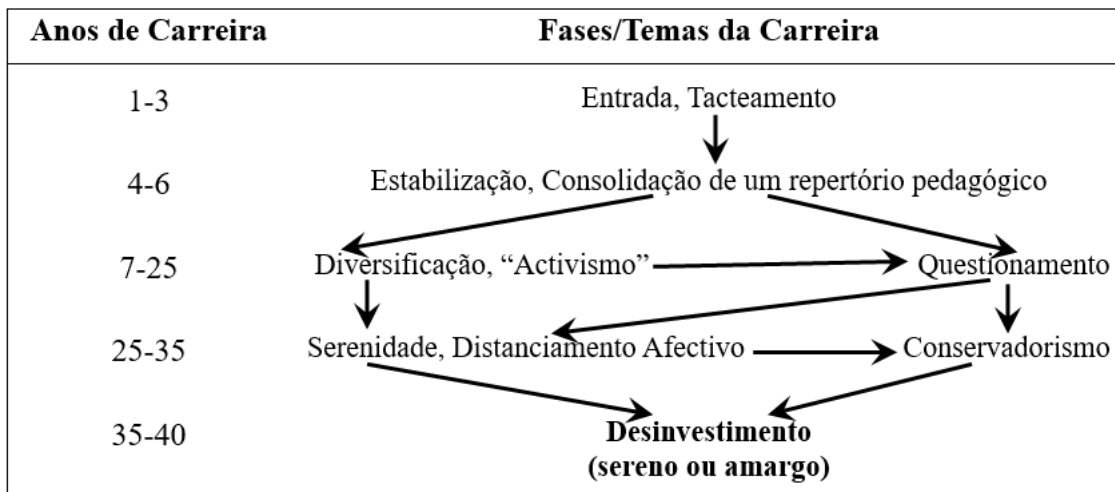 Anos de Carreira Fases/Temas da Carreira
1-3 Entrada, Tacteamento
4-6 Estabilização, Consolidação de um repertório pedagógico
7-25 Diversificação, “Activismo” Questionamento
25-35 Serenidade, Distanciamento Afectivo Conservadorismo
35-40 Desinvestimento
(sereno ou amargo)